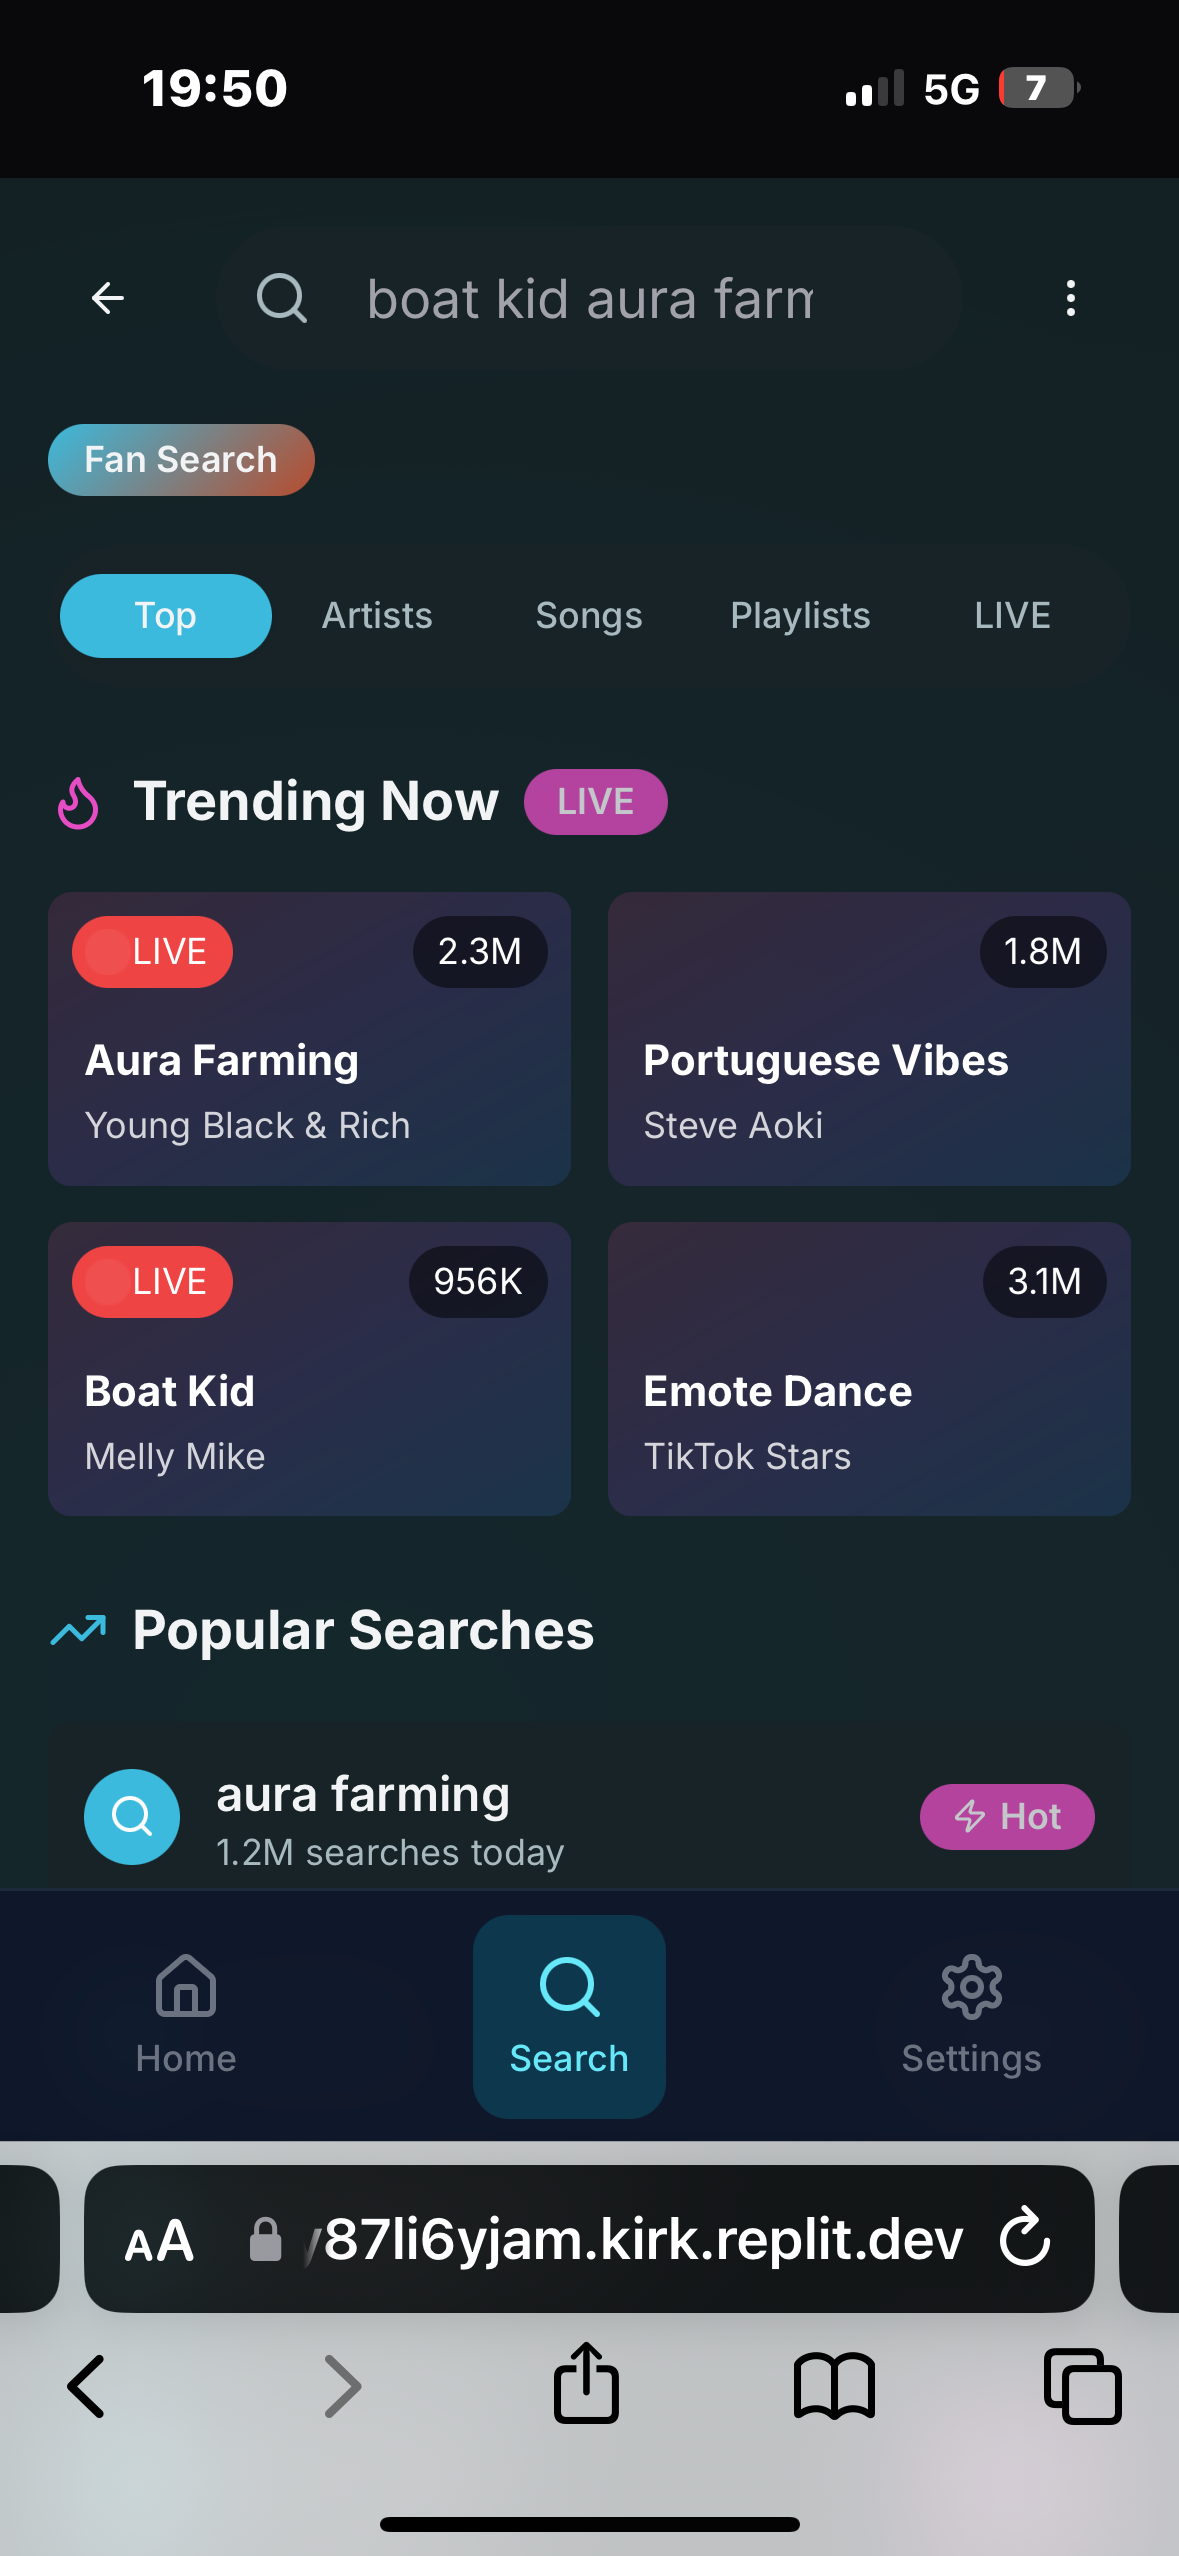 19:50
5G
7
boat kid aura farm
Fan Search
Top Artists Songs Playlists LIVE
Trending Now LIVE
LIVE 2.3M
Aura Farming
Young Black & Rich
1.8M
Portuguese Vibes
Steve Aoki
LIVE 956K
Boat Kid
Melly Mike
3.1M
Emote Dance
TikTok Stars
Popular Searches
aura farming
1.2M searches today
Hot
Home
Search
Settings
AA
y87li6yjam.kirk.replit.dev